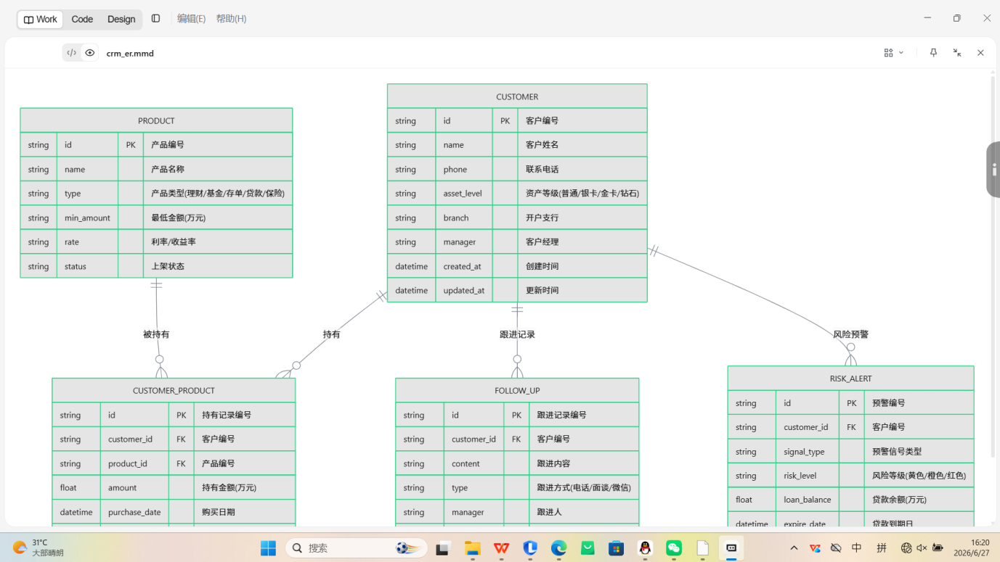 Work Code Design 编辑(E) 帮助(H)
crm_er.mmd
PRODUCT
string id PK 产品编号
string name 产品名称
string type 产品类型(理财/基金/存单/贷款/保险)
string min_amount 最低金额(万元)
string rate 利率/收益率
string status 上架状态
CUSTOMER
string id PK 客户编号
string name 客户姓名
string phone 联系电话
string asset_level 资产等级(普通/银卡/金卡/钻石)
string branch 开户支行
string manager 客户经理
datetime created_at 创建时间
datetime updated_at 更新时间
被持有
持有
跟进记录
风险预警
CUSTOMER_PRODUCT
string id PK 持有记录编号
string customer_id FK 客户编号
string product_id FK 产品编号
float amount 持有金额(万元)
datetime purchase_date 购买日期
FOLLOW_UP
string id PK 跟进记录编号
string customer_id FK 客户编号
string content 跟进内容
string type 跟进方式(电话/面谈/微信)
string manager 跟进人
RISK_ALERT
string id PK 预警编号
string customer_id FK 客户编号
string signal_type 预警信号类型
string risk_level 风险等级(黄色/橙色/红色)
float loan_balance 贷款余额(万元)
datetime expire_date 贷款到期日
31°C
大部晴朗
搜索
中 拼
16:20
2026/6/27